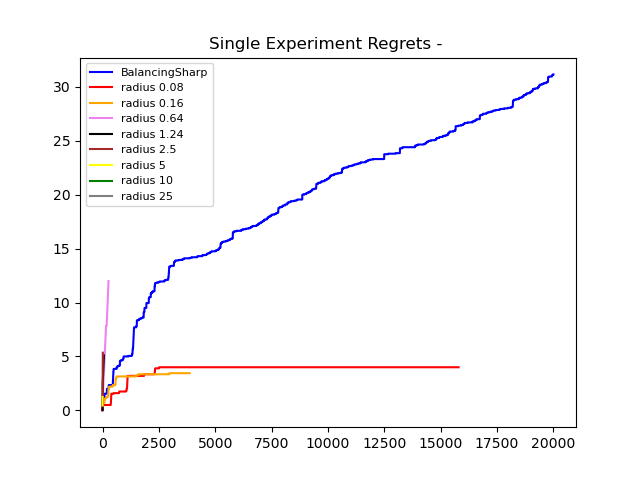 Single Experiment Regrets -
BalancingSharp
radius 0.08
radius 0.16
radius 0.64
radius 1.24
radius 2.5
radius 5
radius 10
radius 25
30
25
20
15
10
5
0
0 2500 5000 7500 10000 12500 15000 17500 20000